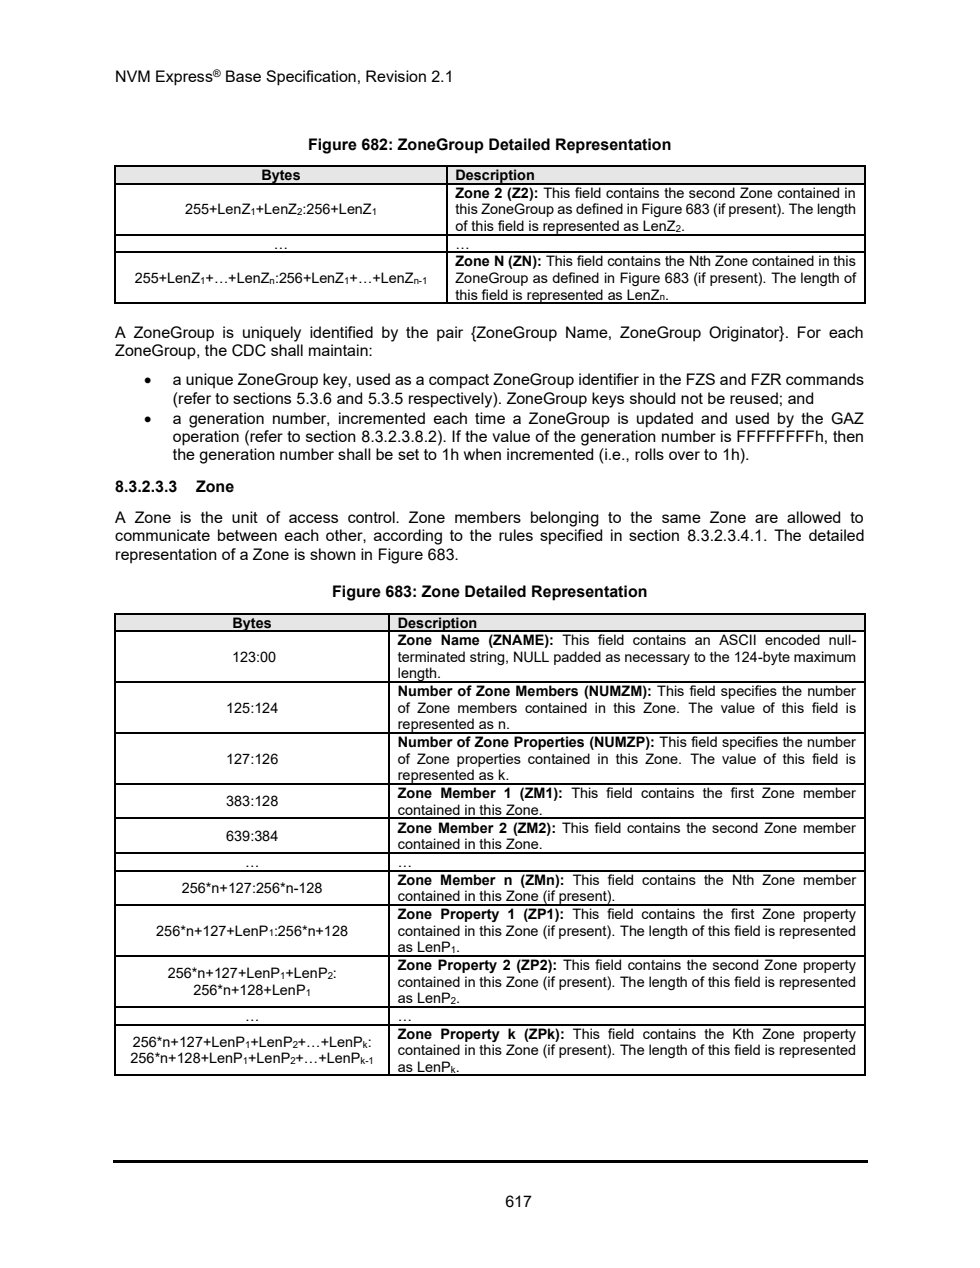 NVM Express® Base Specification, Revision 2.1
Figure 682: ZoneGroup Detailed Representation
Bytes Description
255+LenZ1+LenZ2:256+LenZ1
Zone 2 (Z2): This field contains the second Zone contained in
this ZoneGroup as defined in Figure 683 (if present). The length
of this field is represented as LenZ2.
… …
255+LenZ1+…+LenZn:256+LenZ1+…+LenZn-1
Zone N (ZN): This field contains the Nth Zone contained in this
ZoneGroup as defined in Figure 683 (if present). The length of
this field is represented as LenZn.
A ZoneGroup is uniquely identified by the pair {ZoneGroup Name, ZoneGroup Originator}. For each
ZoneGroup, the CDC shall maintain:
• a unique ZoneGroup key, used as a compact ZoneGroup identifier in the FZS and FZR commands
(refer to sections 5.3.6 and 5.3.5 respectively). ZoneGroup keys should not be reused; and
• a generation number, incremented each time a ZoneGroup is updated and used by the GAZ
operation (refer to section 8.3.2.3.8.2). If the value of the generation number is FFFFFFFFh, then
the generation number shall be set to 1h when incremented (i.e., rolls over to 1h).
8.3.2.3.3 Zone
A Zone is the unit of access control. Zone members belonging to the same Zone are allowed to
communicate between each other, according to the rules specified in section 8.3.2.3.4.1. The detailed
representation of a Zone is shown in Figure 683.
Figure 683: Zone Detailed Representation
Bytes Description
123:00
Zone Name (ZNAME): This field contains an ASCII encoded null-
terminated string, NULL padded as necessary to the 124-byte maximum
length.
125:124
Number of Zone Members (NUMZM): This field specifies the number
of Zone members contained in this Zone. The value of this field is
represented as n.
127:126
Number of Zone Properties (NUMZP): This field specifies the number
of Zone properties contained in this Zone. The value of this field is
represented as k.
383:128
Zone Member 1 (ZM1): This field contains the first Zone member
contained in this Zone.
639:384
Zone Member 2 (ZM2): This field contains the second Zone member
contained in this Zone.
… …
256*n+127:256*n-128
Zone Member n (ZMn): This field contains the Nth Zone member
contained in this Zone (if present).
256*n+127+LenP1:256*n+128
Zone Property 1 (ZP1): This field contains the first Zone property
contained in this Zone (if present). The length of this field is represented
as LenP1.
256*n+127+LenP1+LenP2:
256*n+128+LenP1
Zone Property 2 (ZP2): This field contains the second Zone property
contained in this Zone (if present). The length of this field is represented
as LenP2.
… …
256*n+127+LenP1+LenP2+…+LenPk:
256*n+128+LenP1+LenP2+…+LenPk-1
Zone Property k (ZPk): This field contains the Kth Zone property
contained in this Zone (if present). The length of this field is represented
as LenPk.
617